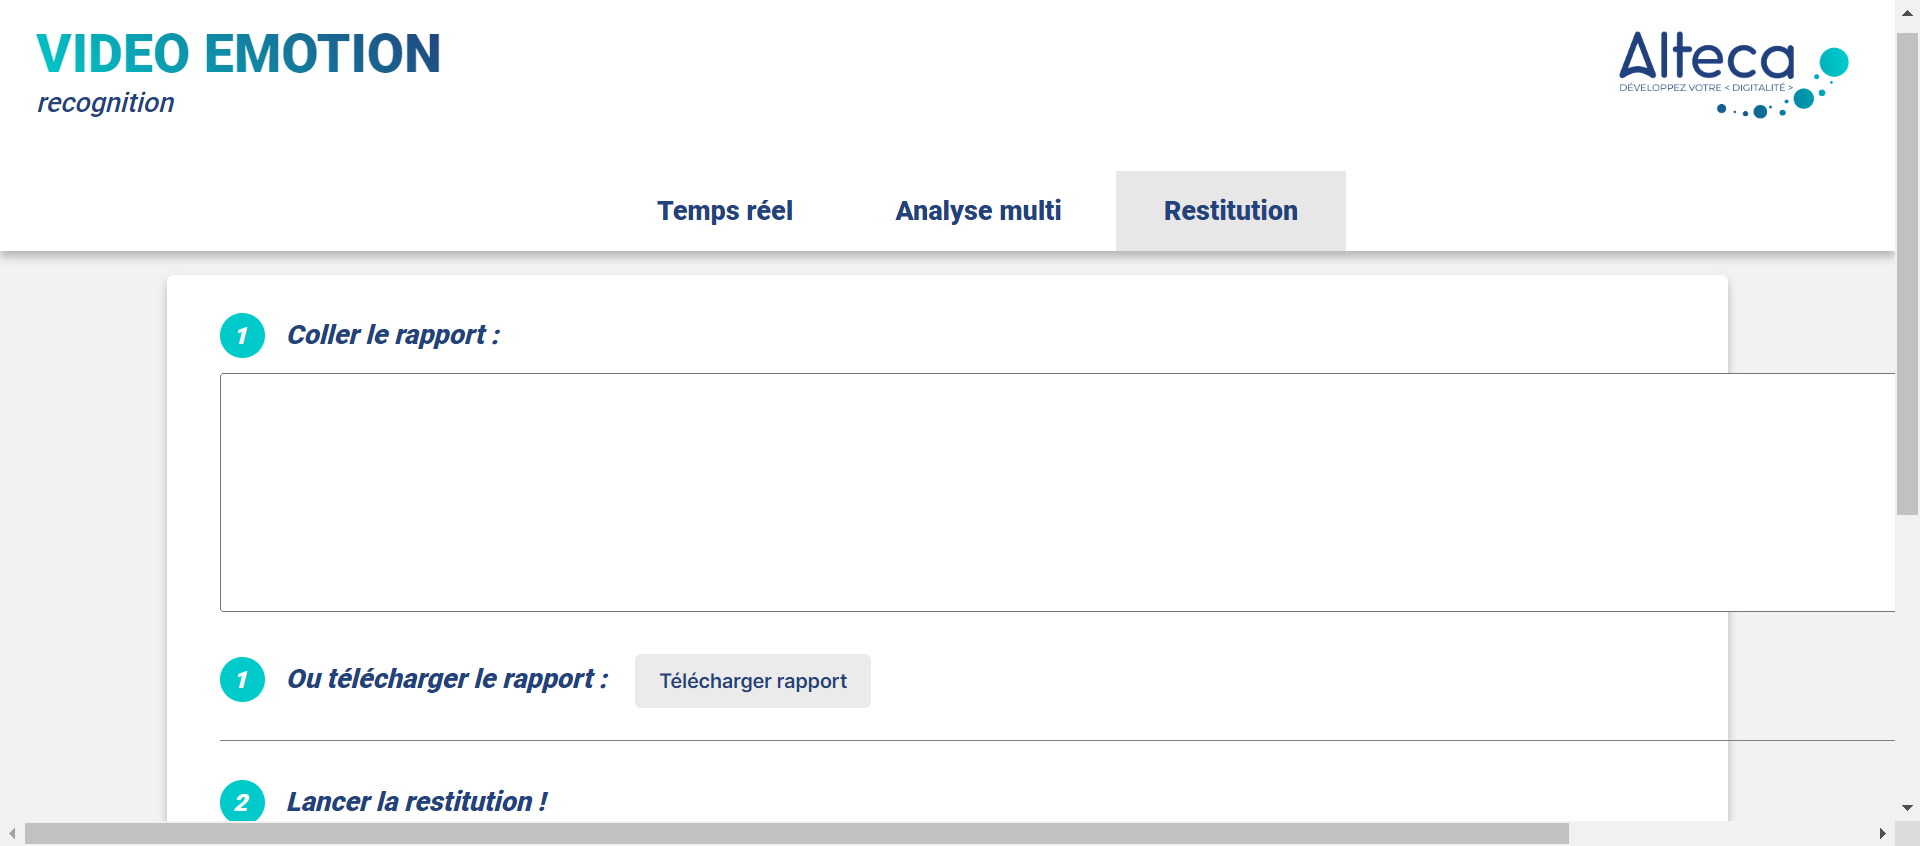 VIDEO EMOTION
recognition
Alteca
DÉVELOPPEZ VOTRE < DIGITALITÉ >
Temps réel
Analyse multi
Restitution
1 Coller le rapport :
1 Ou télécharger le rapport : Télécharger rapport
2 Lancer la restitution !